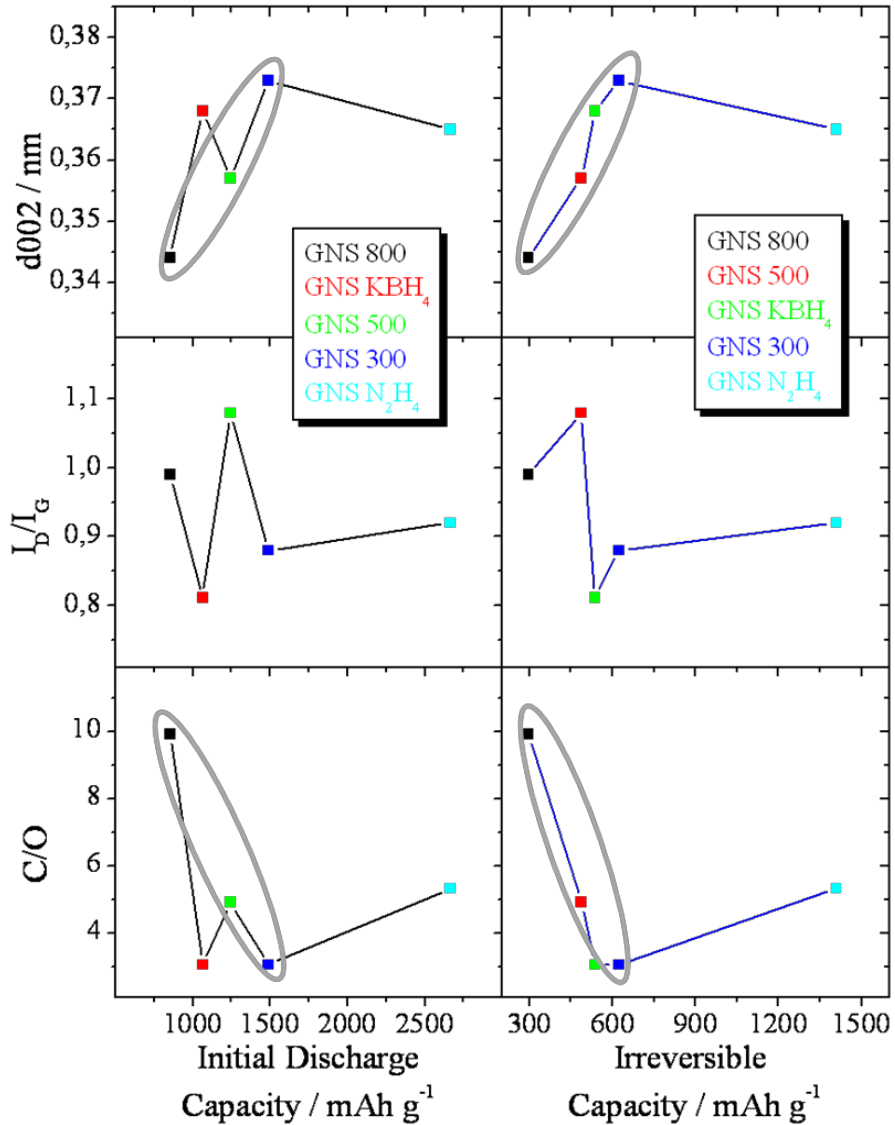 0,38
0,37
0,36
0,35
0,34
d002 / nm
GNS 800
GNS KBH₄
GNS 500
GNS 300
GNS N₂H₄
GNS 800
GNS 500
GNS KBH₄
GNS 300
GNS N₂H₄
1,1
1,0
0,9
0,8
I_D/I_G
10
8
6
4
C/O
1000 1500 2000 2500
300 600 900 1200 1500
Initial Discharge
Capacity / mAh g⁻¹
Irreversible
Capacity / mAh g⁻¹